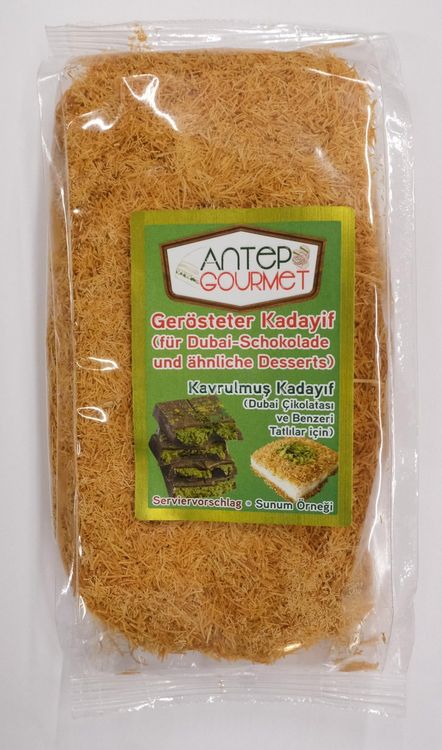 ANTEP
GOURMET
Gerösteter Kadayif
(für Dubai-Schokolade
und ähnliche Desserts)
Kavrulmuş Kadayıf
(Dubai Çikolatası
ve Benzeri
Tatlılar için)
Serviervorschlag • Sunum Örneği